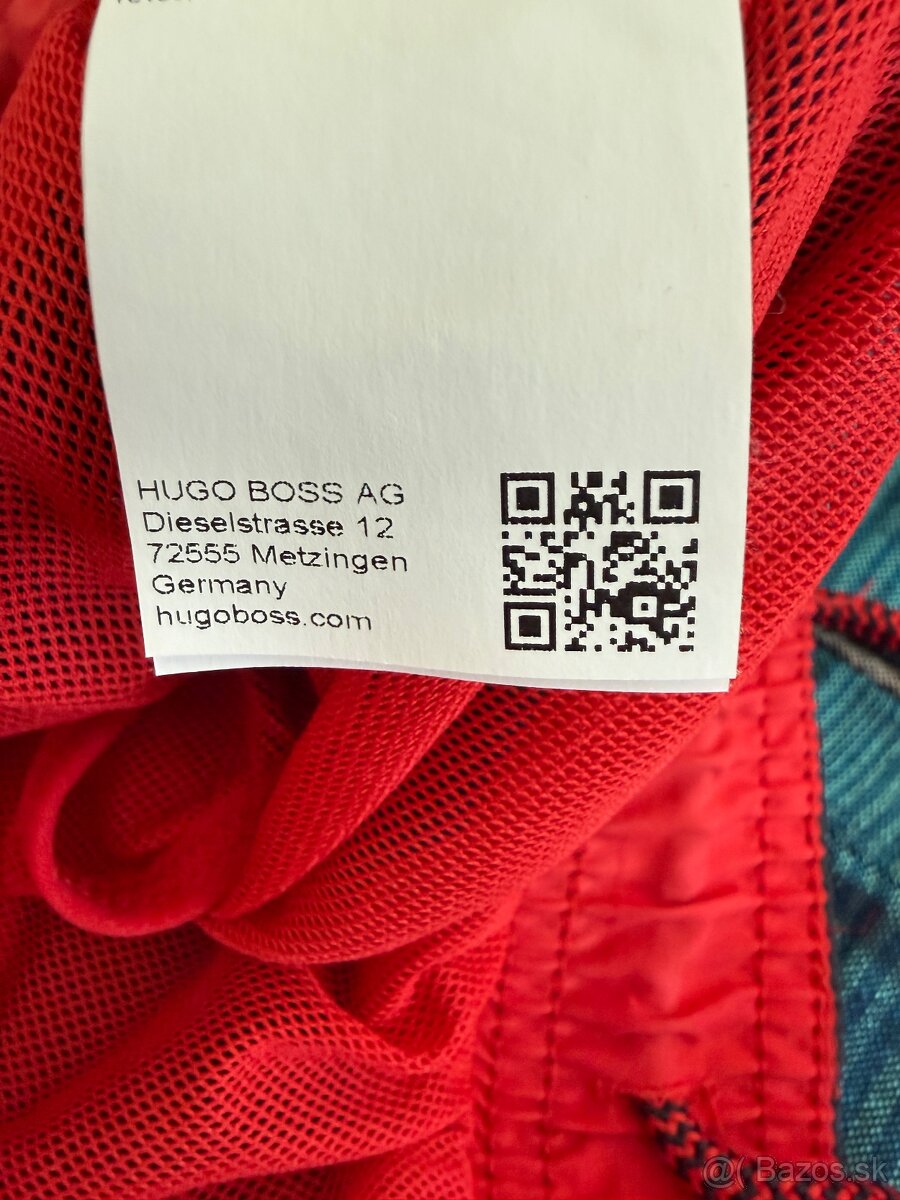 HUGO BOSS AG
Dieselstrasse 12
72555 Metzingen
Germany
hugoboss.com
@( Bazos.sk